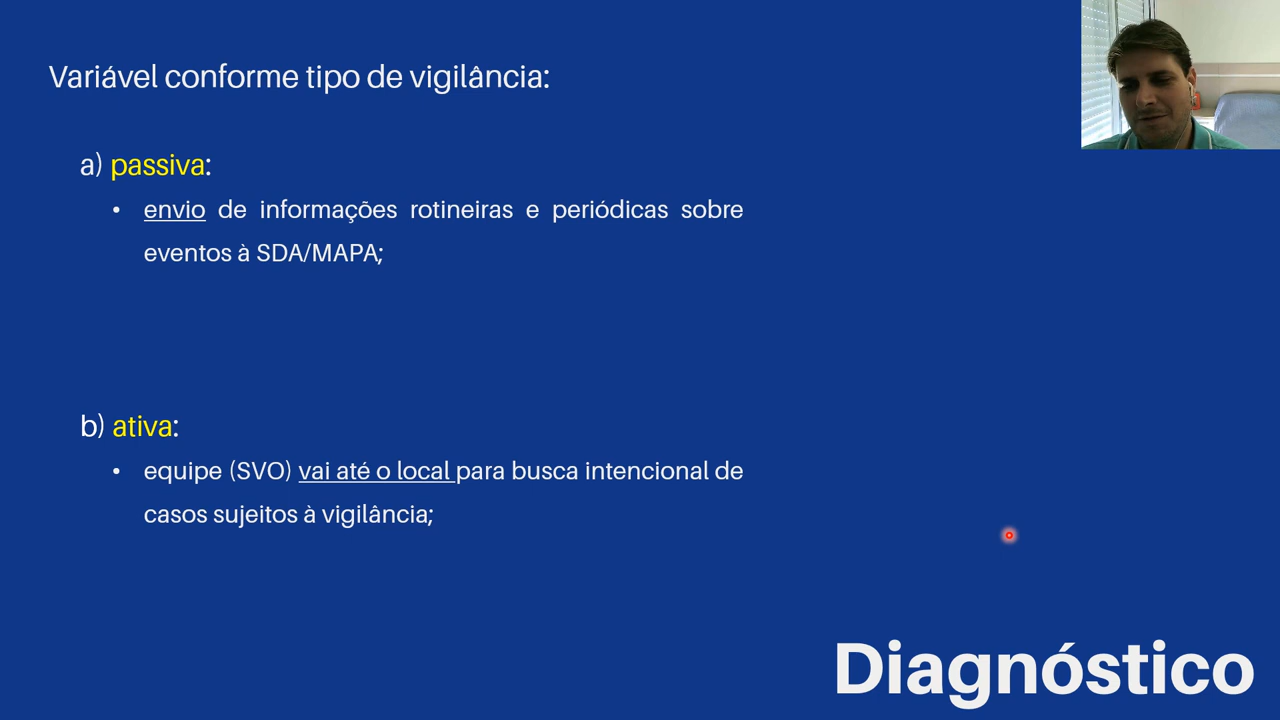 Variável conforme tipo de vigilância:
a) passiva:
• envio de informações rotineiras e periódicas sobre
eventos à SDA/MAPA;
b) ativa:
• equipe (SVO) vai até o local para busca intencional de
casos sujeitos à vigilância;
Diagnóstico